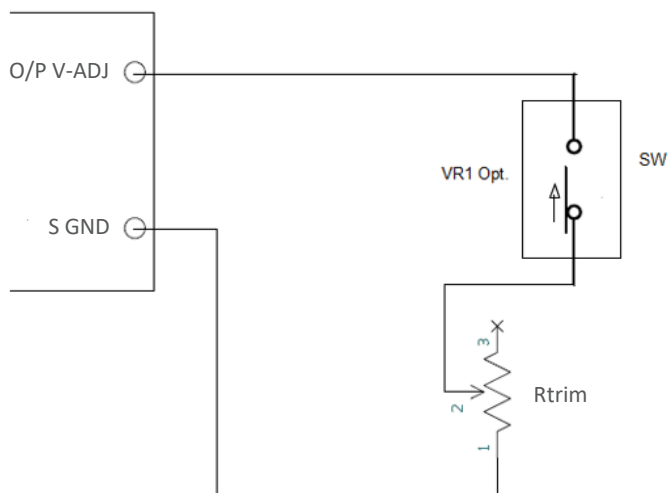 O/P V-ADJ
SW
VR1 Opt.
S GND
3
Rtrim
2
1